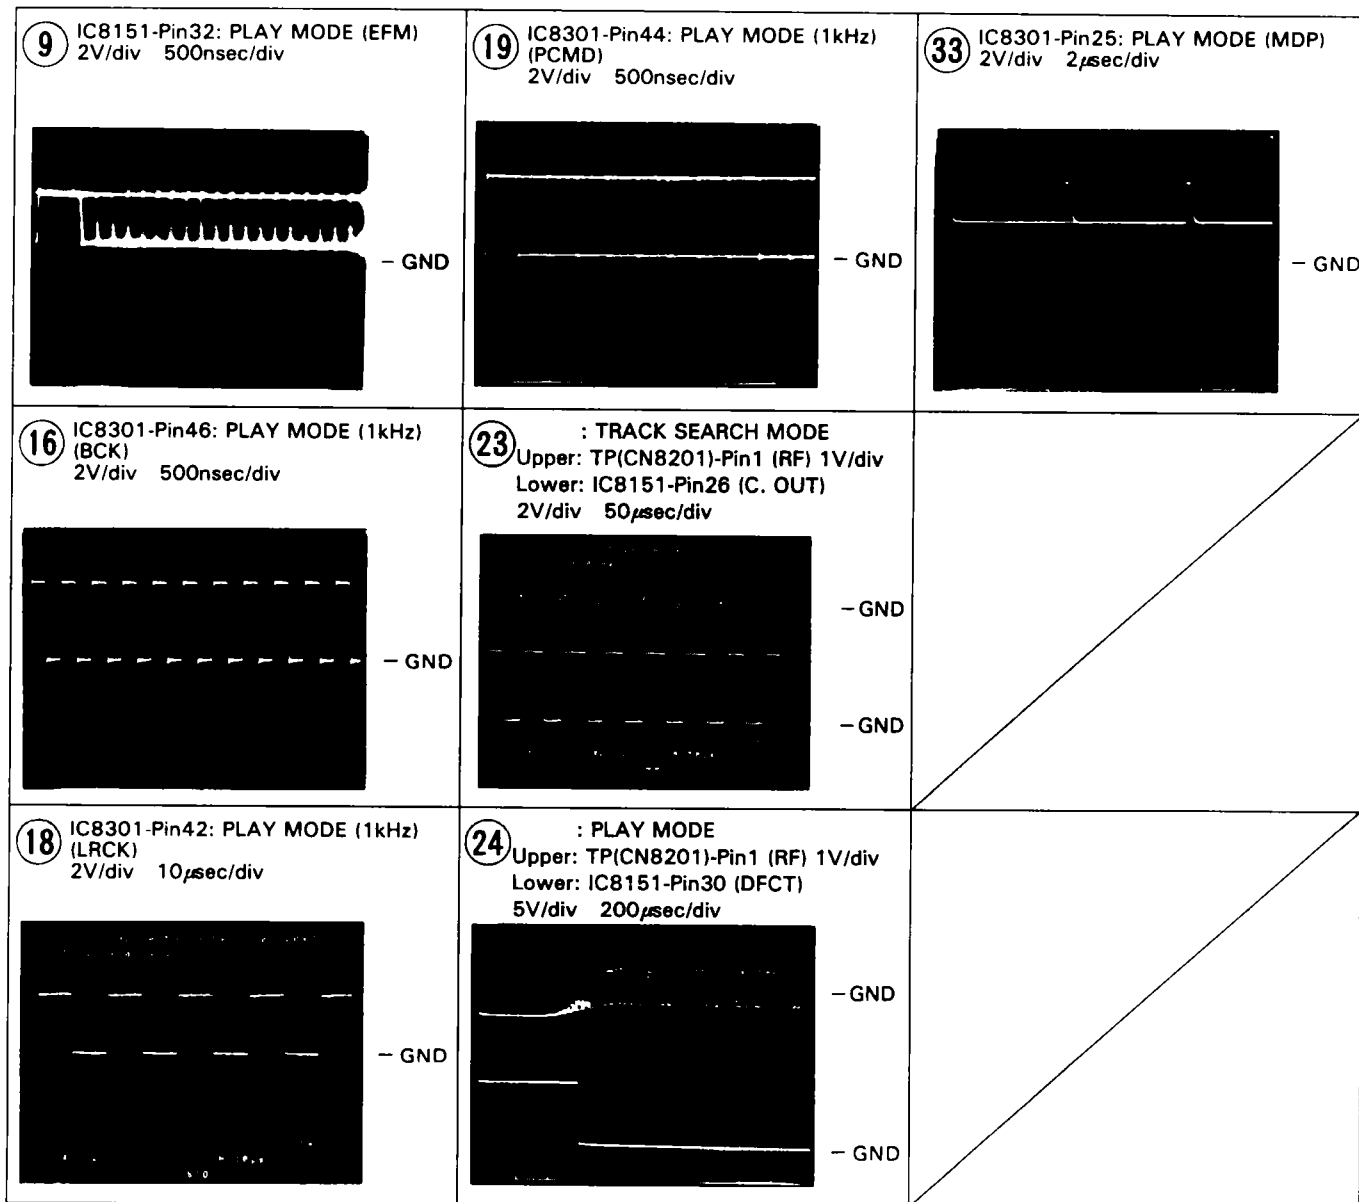 9 IC8151-Pin32: PLAY MODE (EFM)
2V/div 500nsec/div
– GND
19 IC8301-Pin44: PLAY MODE (1kHz)
(PCMD)
2V/div 500nsec/div
– GND
33 IC8301-Pin25: PLAY MODE (MDP)
2V/div 2µsec/div
– GND
16 IC8301-Pin46: PLAY MODE (1kHz)
(BCK)
2V/div 500nsec/div
– GND
23 : TRACK SEARCH MODE
Upper: TP(CN8201)-Pin1 (RF) 1V/div
Lower: IC8151-Pin26 (C. OUT)
2V/div 50µsec/div
– GND
– GND
18 IC8301-Pin42: PLAY MODE (1kHz)
(LRCK)
2V/div 10µsec/div
– GND
24 : PLAY MODE
Upper: TP(CN8201)-Pin1 (RF) 1V/div
Lower: IC8151-Pin30 (DFCT)
5V/div 200µsec/div
– GND
– GND